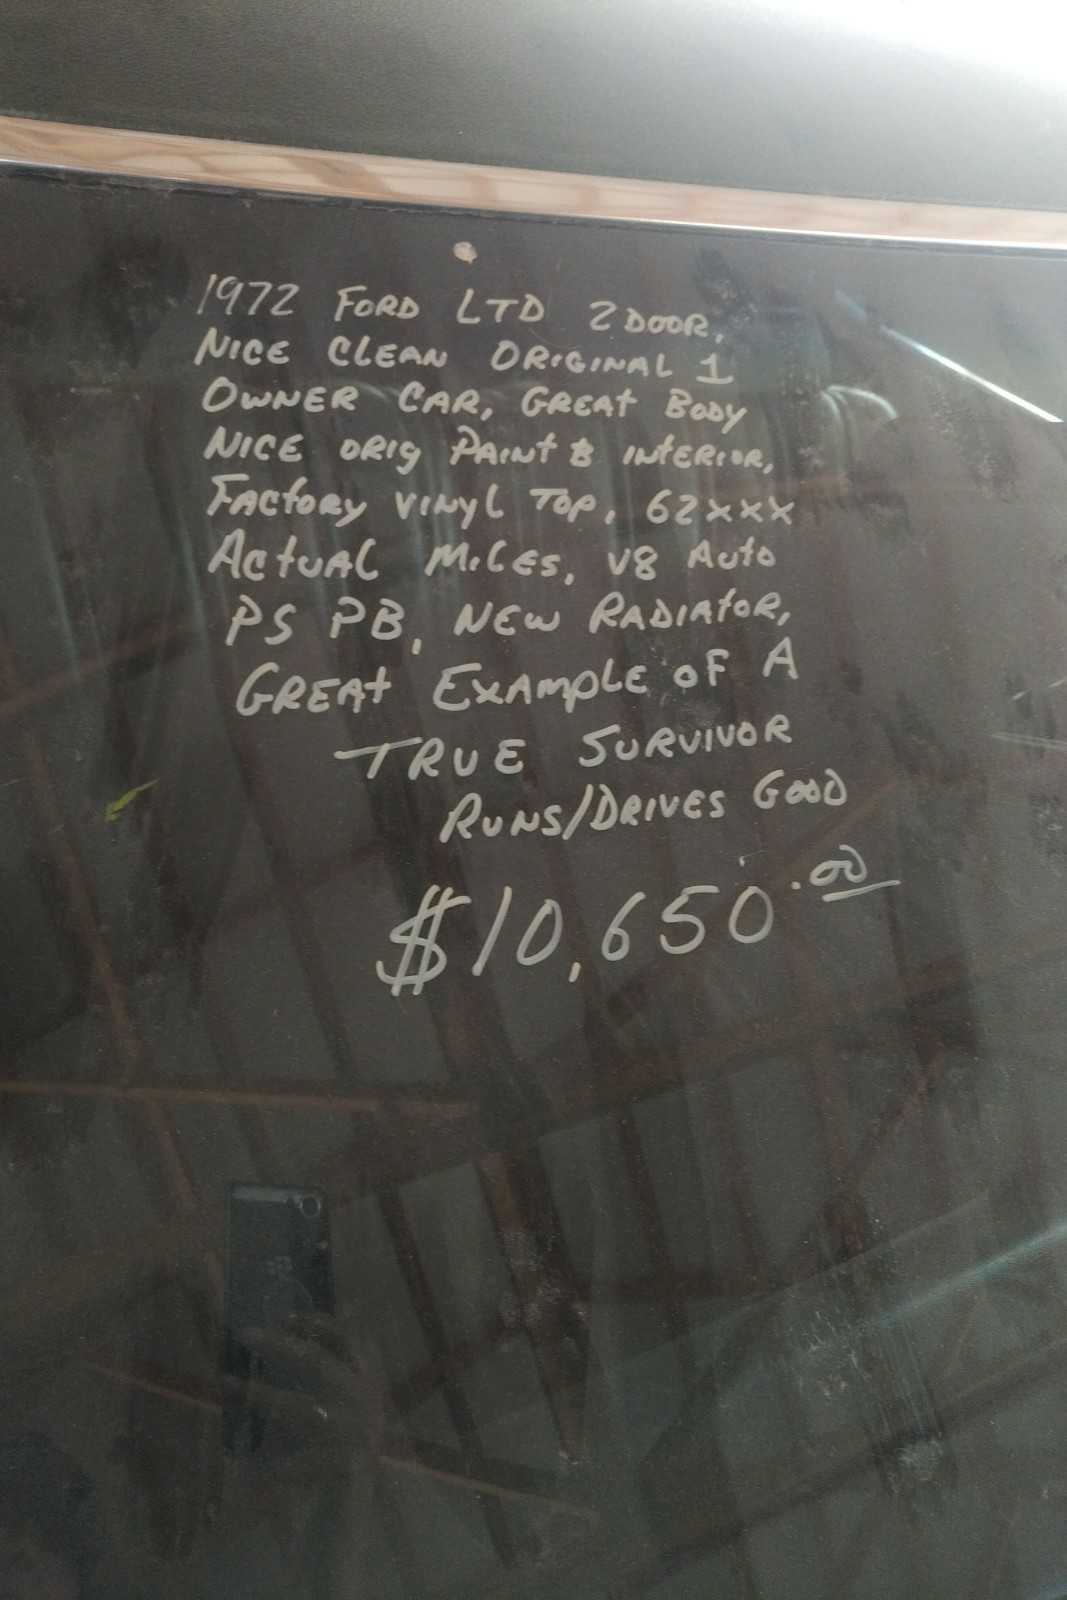 1972 FORD LTD 2 DOOR,
NICE CLEAN ORIGINAL 1
OWNER CAR, GREAT BODY
NICE ORIG PAINT & INTERIOR,
FACTORY VINYL TOP, 62xxx
ACTUAL MILES, V8 AUTO
PS PB, NEW RADIATOR,
GREAT EXAMPLE OF A
TRUE SURVIVOR
RUNS/DRIVES GOOD
$10,650.00